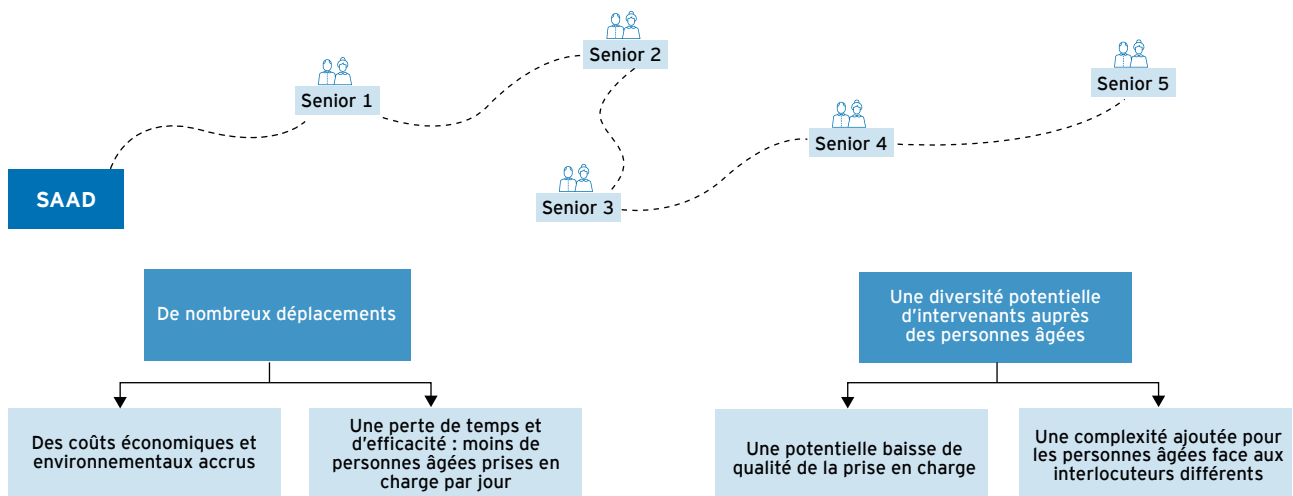 Senior 1
Senior 2
Senior 3
Senior 4
Senior 5
SAAD
De nombreux déplacements
Des coûts économiques et
environnementaux accrus
Une perte de temps et
d'efficacité : moins de
personnes âgées prises en
charge par jour
Une diversité potentielle
d'intervenants auprès
des personnes âgées
Une potentielle baisse de
qualité de la prise en charge
Une complexité ajoutée pour
les personnes âgées face aux
interlocuteurs différents